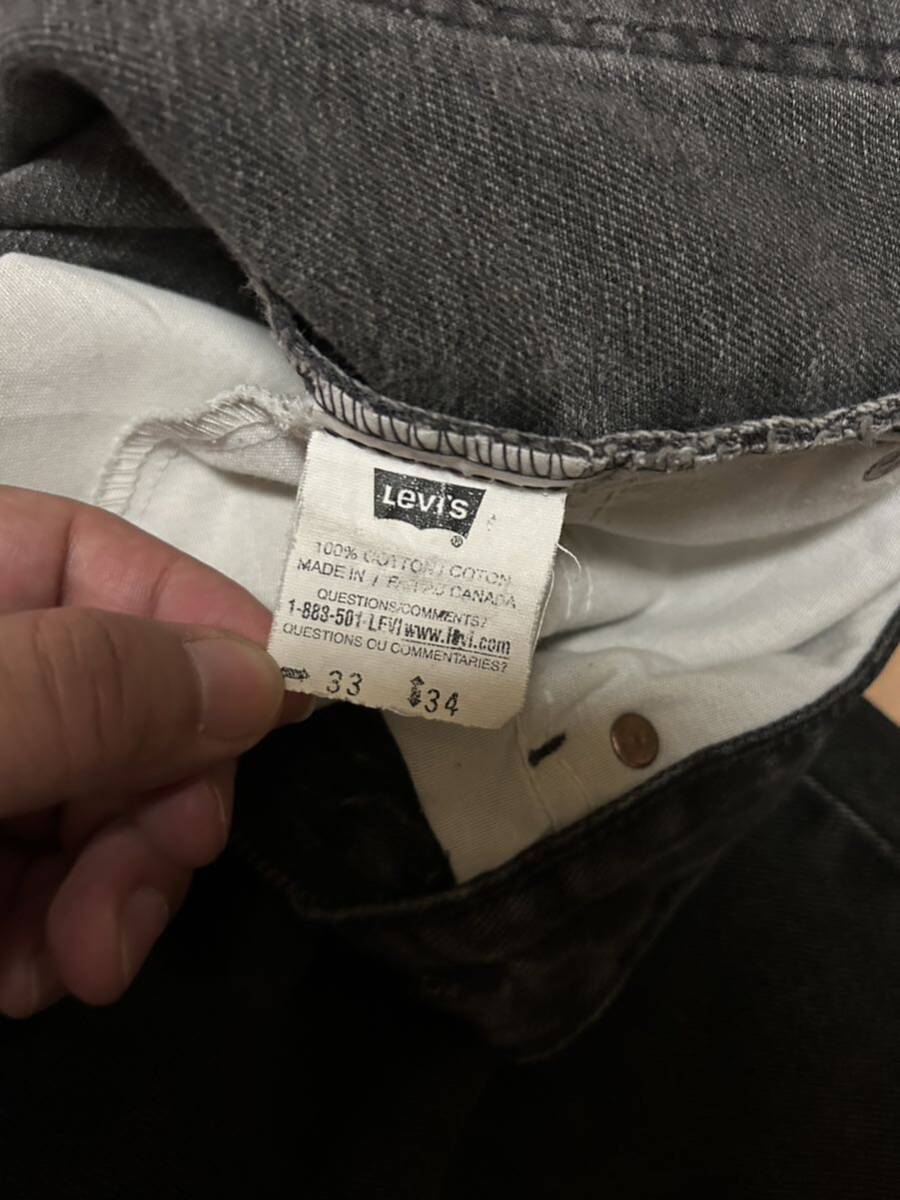 Levi's®
100% COTTON / COTON
MADE IN / FAIT AU CANADA
QUESTIONS/COMMENTS?
1-888-501-LEVI www.levi.com
QUESTIONS OU COMMENTAIRES?
33 34